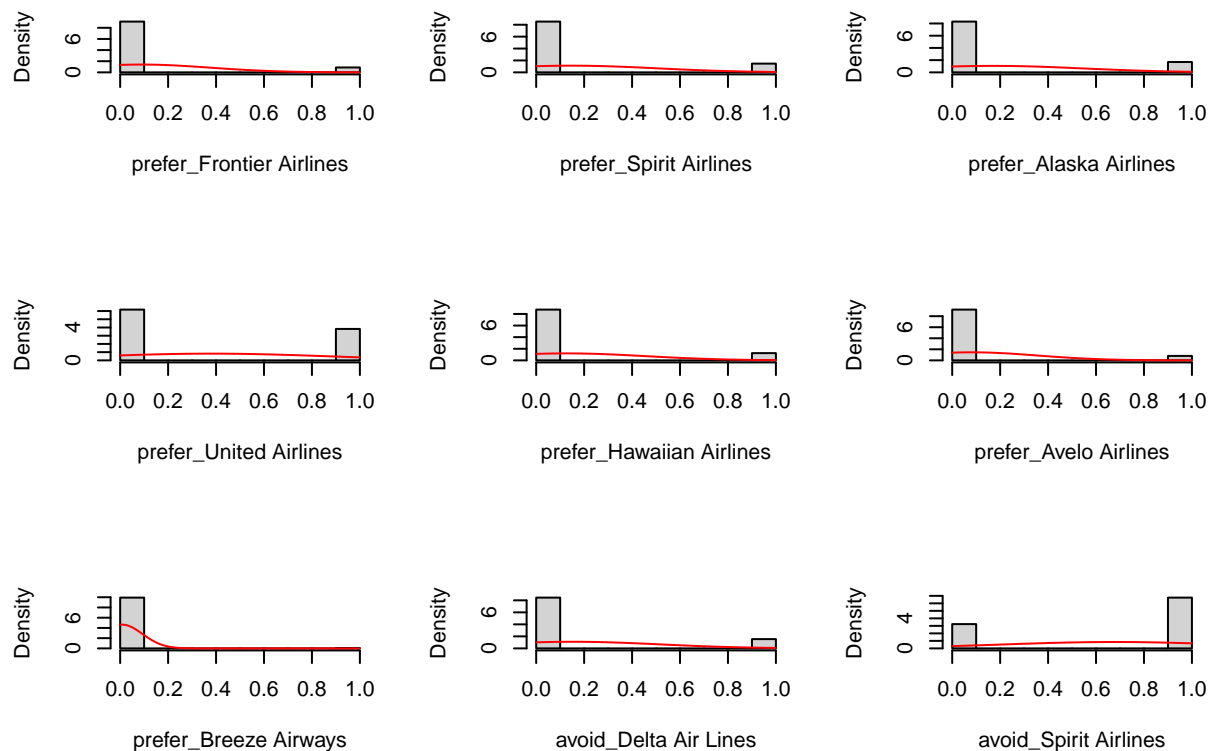 Density
6
0
0.0 0.2 0.4 0.6 0.8 1.0
prefer_Frontier Airlines
Density
6
0
0.0 0.2 0.4 0.6 0.8 1.0
prefer_Spirit Airlines
Density
6
0
0.0 0.2 0.4 0.6 0.8 1.0
prefer_Alaska Airlines
Density
4
0
0.0 0.2 0.4 0.6 0.8 1.0
prefer_United Airlines
Density
6
0
0.0 0.2 0.4 0.6 0.8 1.0
prefer_Hawaiian Airlines
Density
6
0
0.0 0.2 0.4 0.6 0.8 1.0
prefer_Avelo Airlines
Density
6
0
0.0 0.2 0.4 0.6 0.8 1.0
prefer_Breeze Airways
Density
6
0
0.0 0.2 0.4 0.6 0.8 1.0
avoid_Delta Air Lines
Density
4
0
0.0 0.2 0.4 0.6 0.8 1.0
avoid_Spirit Airlines